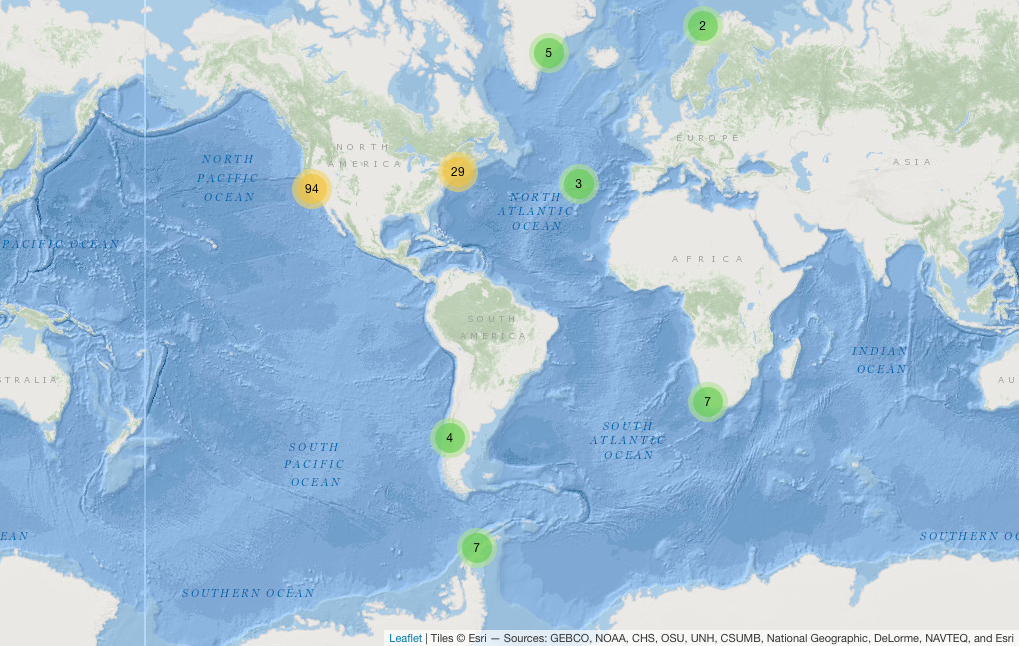 2
5
EUROPE
NORTH
AMERICA
ASIA
NORTH
PACIFIC
OCEAN
29
94
3
NORTH
ATLANTIC
OCEAN
PACIFIC OCEAN
AFRICA
SOUTH
AMERICA
INDIAN
OCEAN
STRALIA
AU
7
4
SOUTH
ATLANTIC
OCEAN
SOUTH
PACIFIC
OCEAN
EAN
7
SOUTHERN OC
SOUTHERN OCEAN
Leaflet | Tiles © Esri — Sources: GEBCO, NOAA, CHS, OSU, UNH, CSUMB, National Geographic, DeLorme, NAVTEQ, and Esri